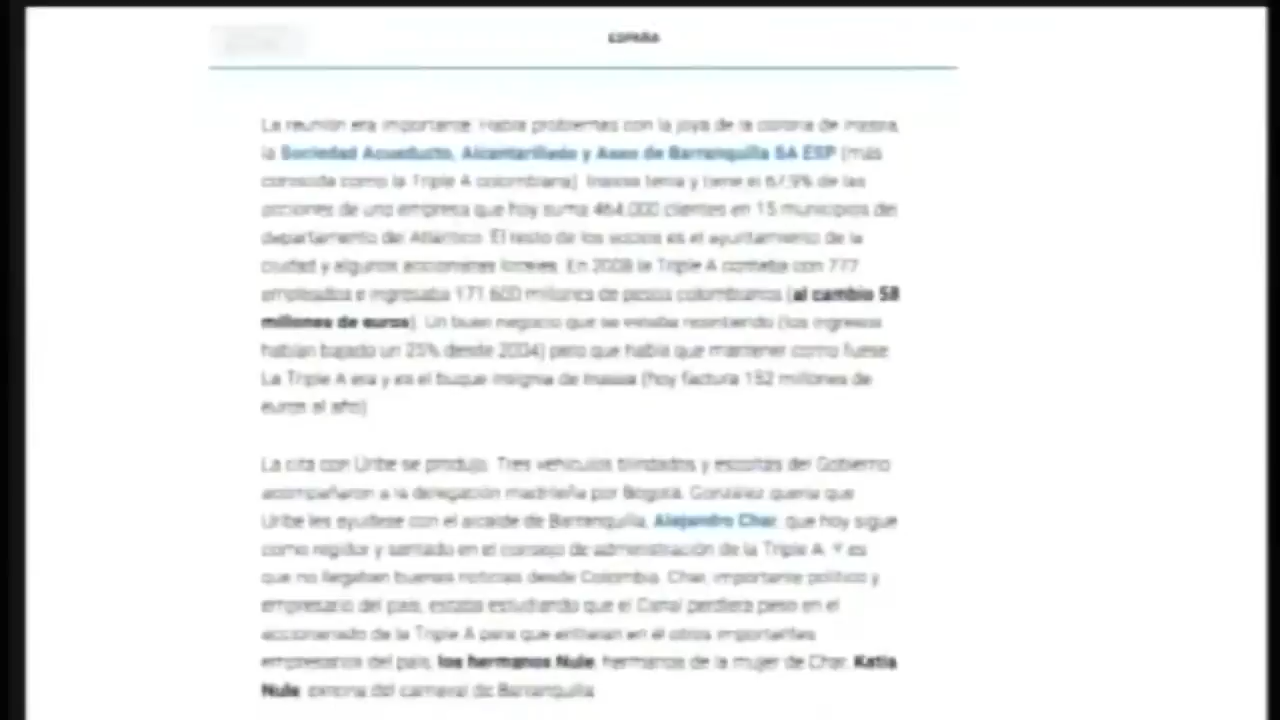 ESPAÑA
La reunión era importante. Había problemas con la joya de la corona de Inassa,
la Sociedad Acueducto, Alcantarillado y Aseo de Barranquilla SA ESP (más
conocida como la Triple A colombiana). Inassa tenía y tiene el 67,9% de las
acciones de una empresa que hoy suma 464.000 clientes en 15 municipios del
departamento del Atlántico. El resto de los socios es el ayuntamiento de la
ciudad y algunos accionistas locales. En 2008 la Triple A contaba con 777
empleados e ingresaba 171.600 millones de pesos colombianos (al cambio 58
millones de euros). Un buen negocio que se estaba resintiendo (los ingresos
habían bajado un 25% desde 2004) pero que había que mantener como fuese.
La Triple A era y es el buque insignia de Inassa (hoy factura 152 millones de
euros al año).
La cita con Uribe se produjo. Tres vehículos blindados y escoltas del Gobierno
acompañaron a la delegación madrileña por Bogotá. González quería que
Uribe les ayudase con el alcalde de Barranquilla, Alejandro Char, que hoy sigue
como regidor y sentado en el consejo de administración de la Triple A. Y es
que no llegaban buenas noticias desde Colombia. Char, importante político y
empresario del país, estaba estudiando que el Canal perdiera peso en el
accionariado de la Triple A para que entraran en él otros importantes
empresarios del país, los hermanos Nule, hermanos de la mujer de Char, Katia
Nule, exreina del carnaval de Barranquilla.